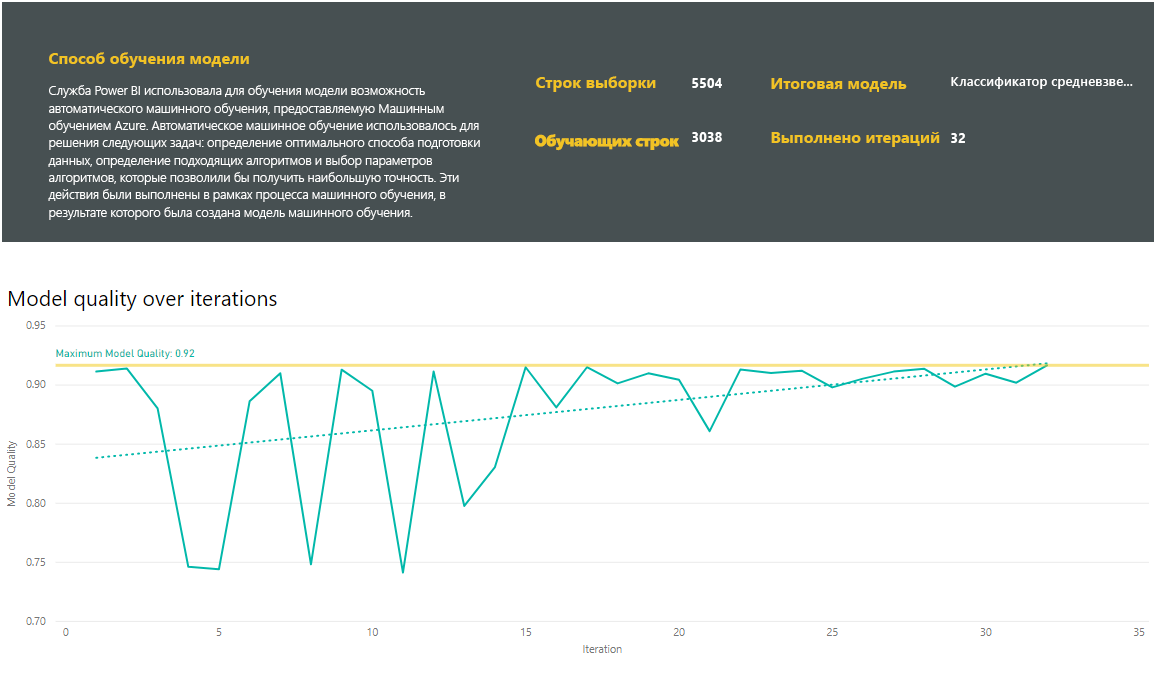 Способ обучения модели
Служба Power BI использовала для обучения модели возможность
автоматического машинного обучения, предоставляемую Машинным
обучением Azure. Автоматическое машинное обучение использовалось для
решения следующих задач: определение оптимального способа подготовки
данных, определение подходящих алгоритмов и выбор параметров
алгоритмов, которые позволили бы получить наибольшую точность. Эти
действия были выполнены в рамках процесса машинного обучения, в
результате которого была создана модель машинного обучения.
Строк выборки 5504
Итоговая модель Классификатор средневзве...
Обучающих строк 3038
Выполнено итераций 32
Model quality over iterations
0.95
Maximum Model Quality: 0.92
0.90
0.85
0.80
0.75
0.70
Model Quality
0 5 10 15 20 25 30 35
Iteration